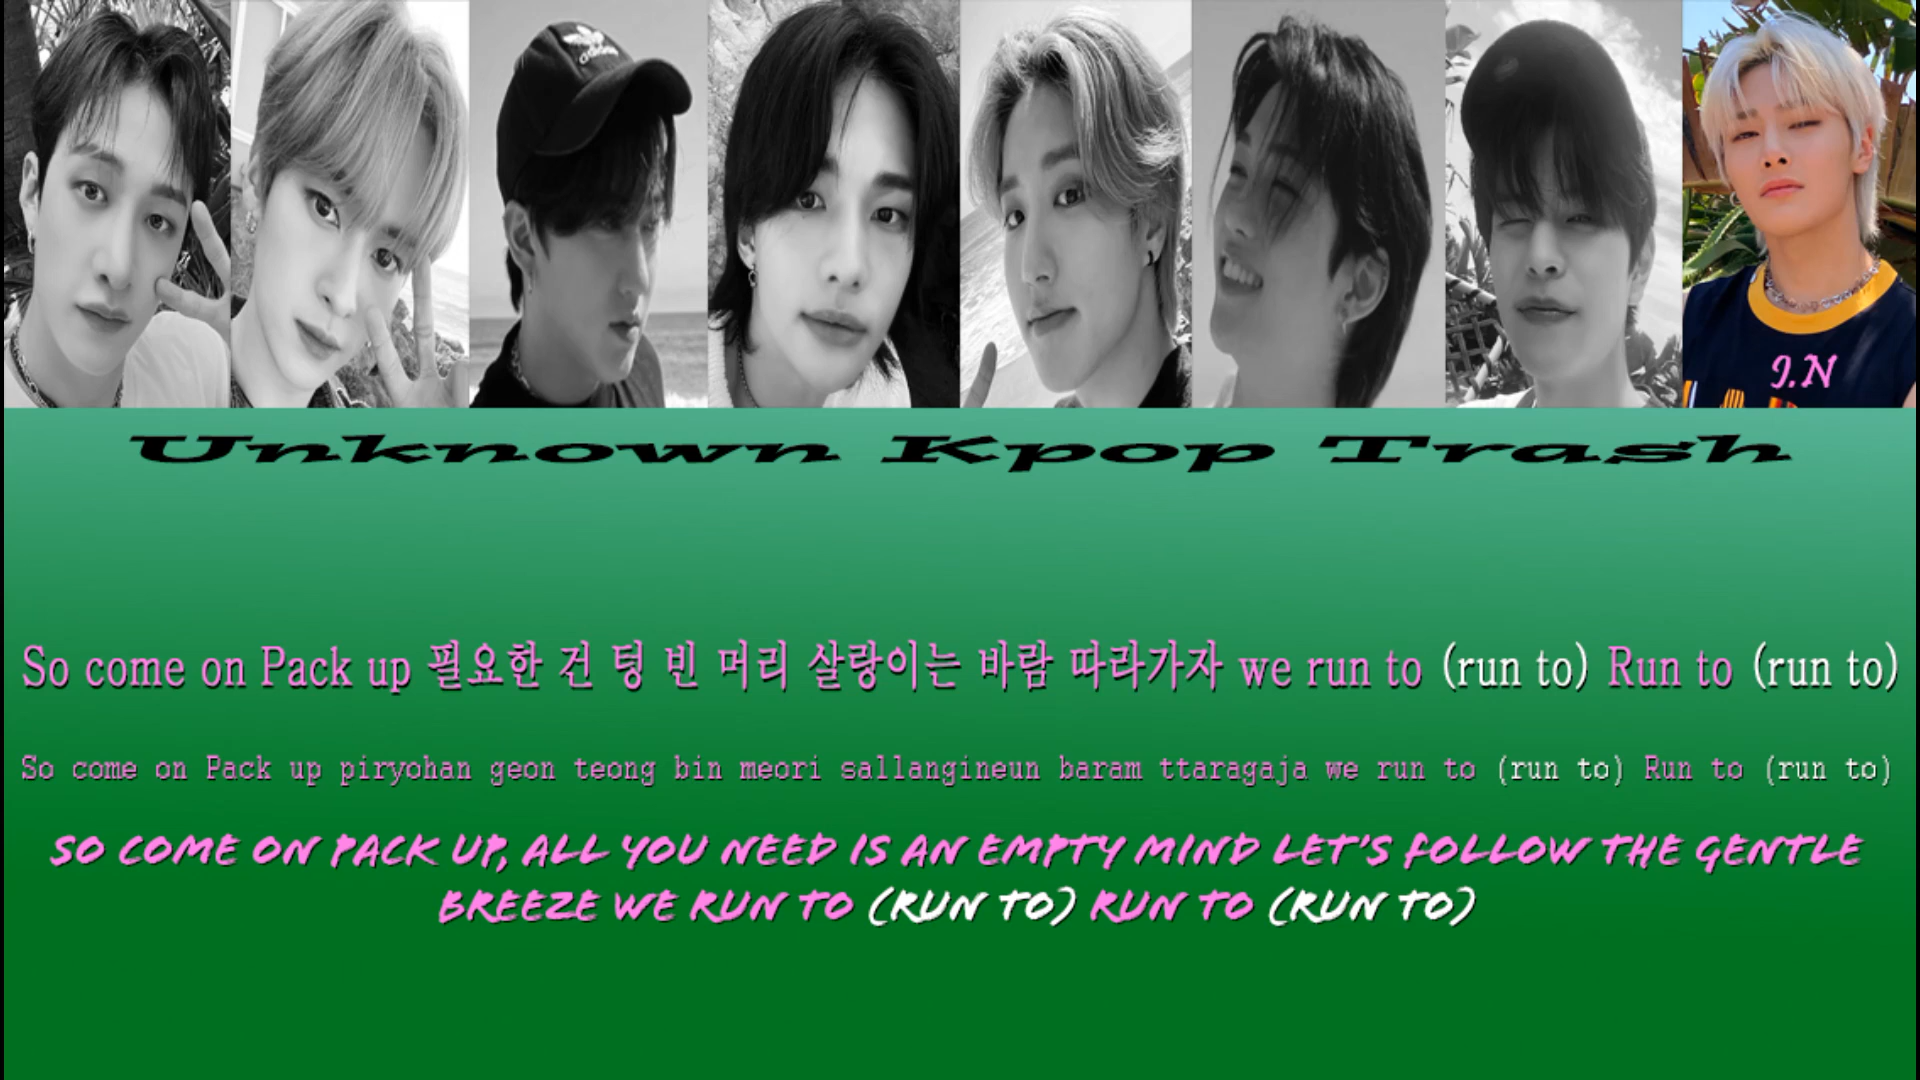 adidas
I.N
Unknown Kpop Trash
So come on Pack up 필요한 건 텅 빈 머리 살랑이는 바람 따라가자 we run to (run to) Run to (run to)
So come on Pack up piryohan geon teong bin meori sallangineun baram ttaragaja we run to (run to) Run to (run to)
SO COME ON PACK UP, ALL YOU NEED IS AN EMPTY MIND LET'S FOLLOW THE GENTLE
BREEZE WE RUN TO (RUN TO) RUN TO (RUN TO)